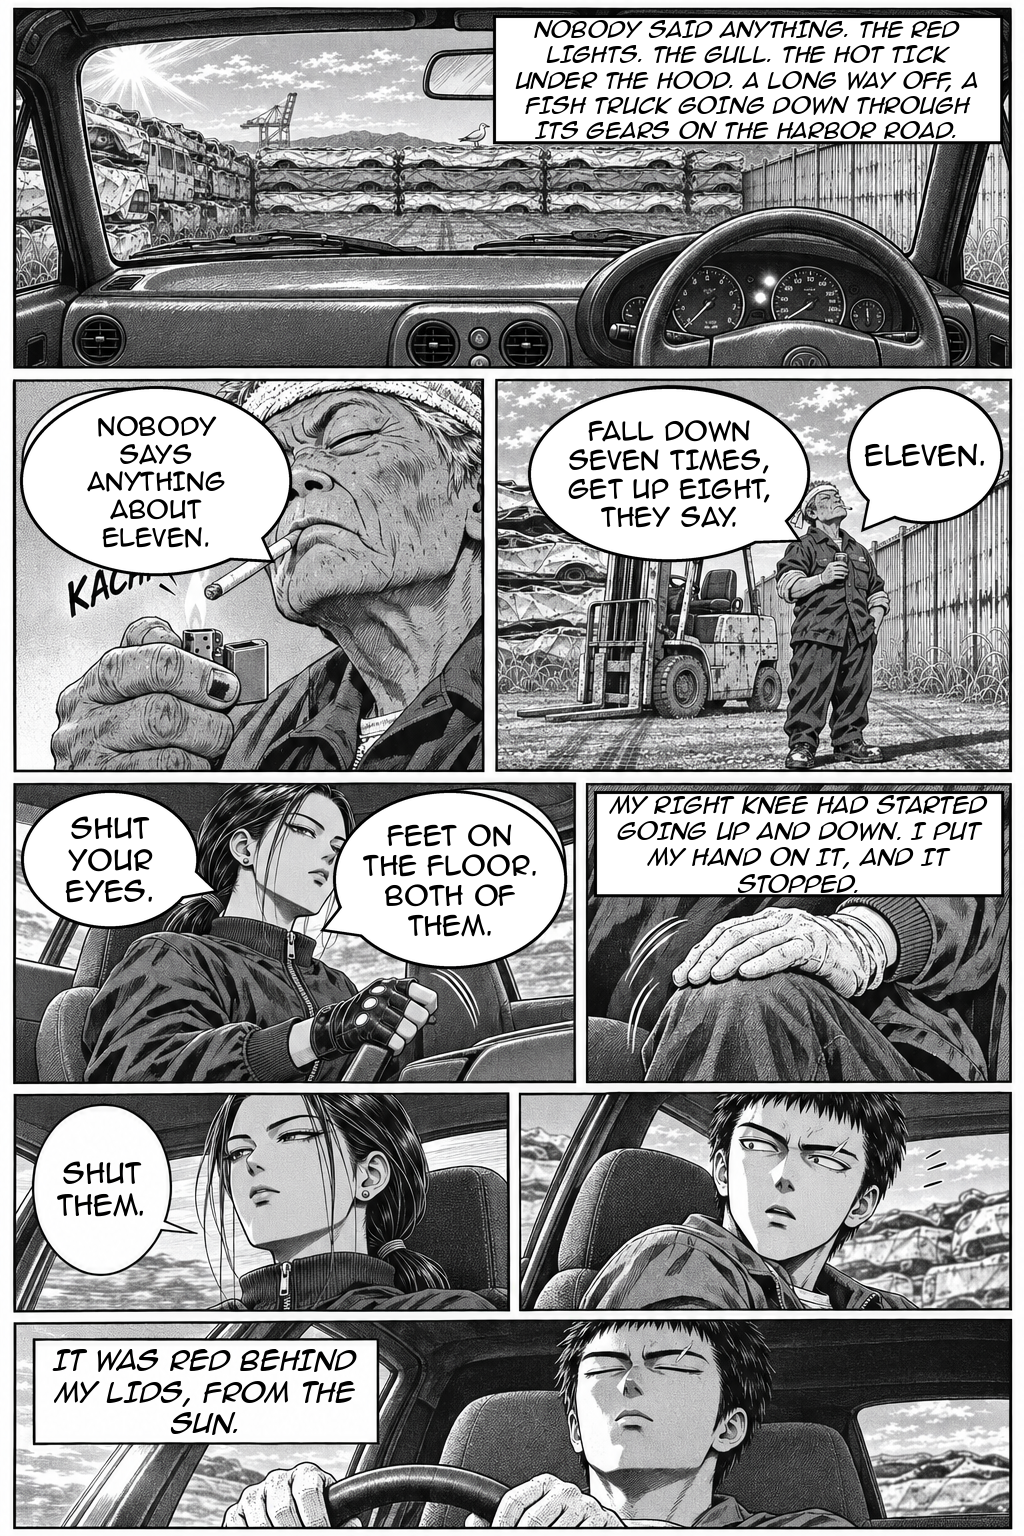 NOBODY SAID ANYTHING. THE RED
LIGHTS. THE GULL. THE HOT TICK
UNDER THE HOOD. A LONG WAY OFF, A
FISH TRUCK GOING DOWN THROUGH
ITS GEARS ON THE HARBOR ROAD.
NOBODY
SAYS
ANYTHING
ABOUT
ELEVEN.
FALL DOWN
SEVEN TIMES,
GET UP EIGHT,
THEY SAY.
ELEVEN.
SHUT
YOUR
EYES.
FEET ON
THE FLOOR.
BOTH OF
THEM.
MY RIGHT KNEE HAD STARTED
GOING UP AND DOWN. I PUT
MY HAND ON IT, AND IT
STOPPED.
SHUT
THEM.
IT WAS RED BEHIND
MY LIDS, FROM THE
SUN.